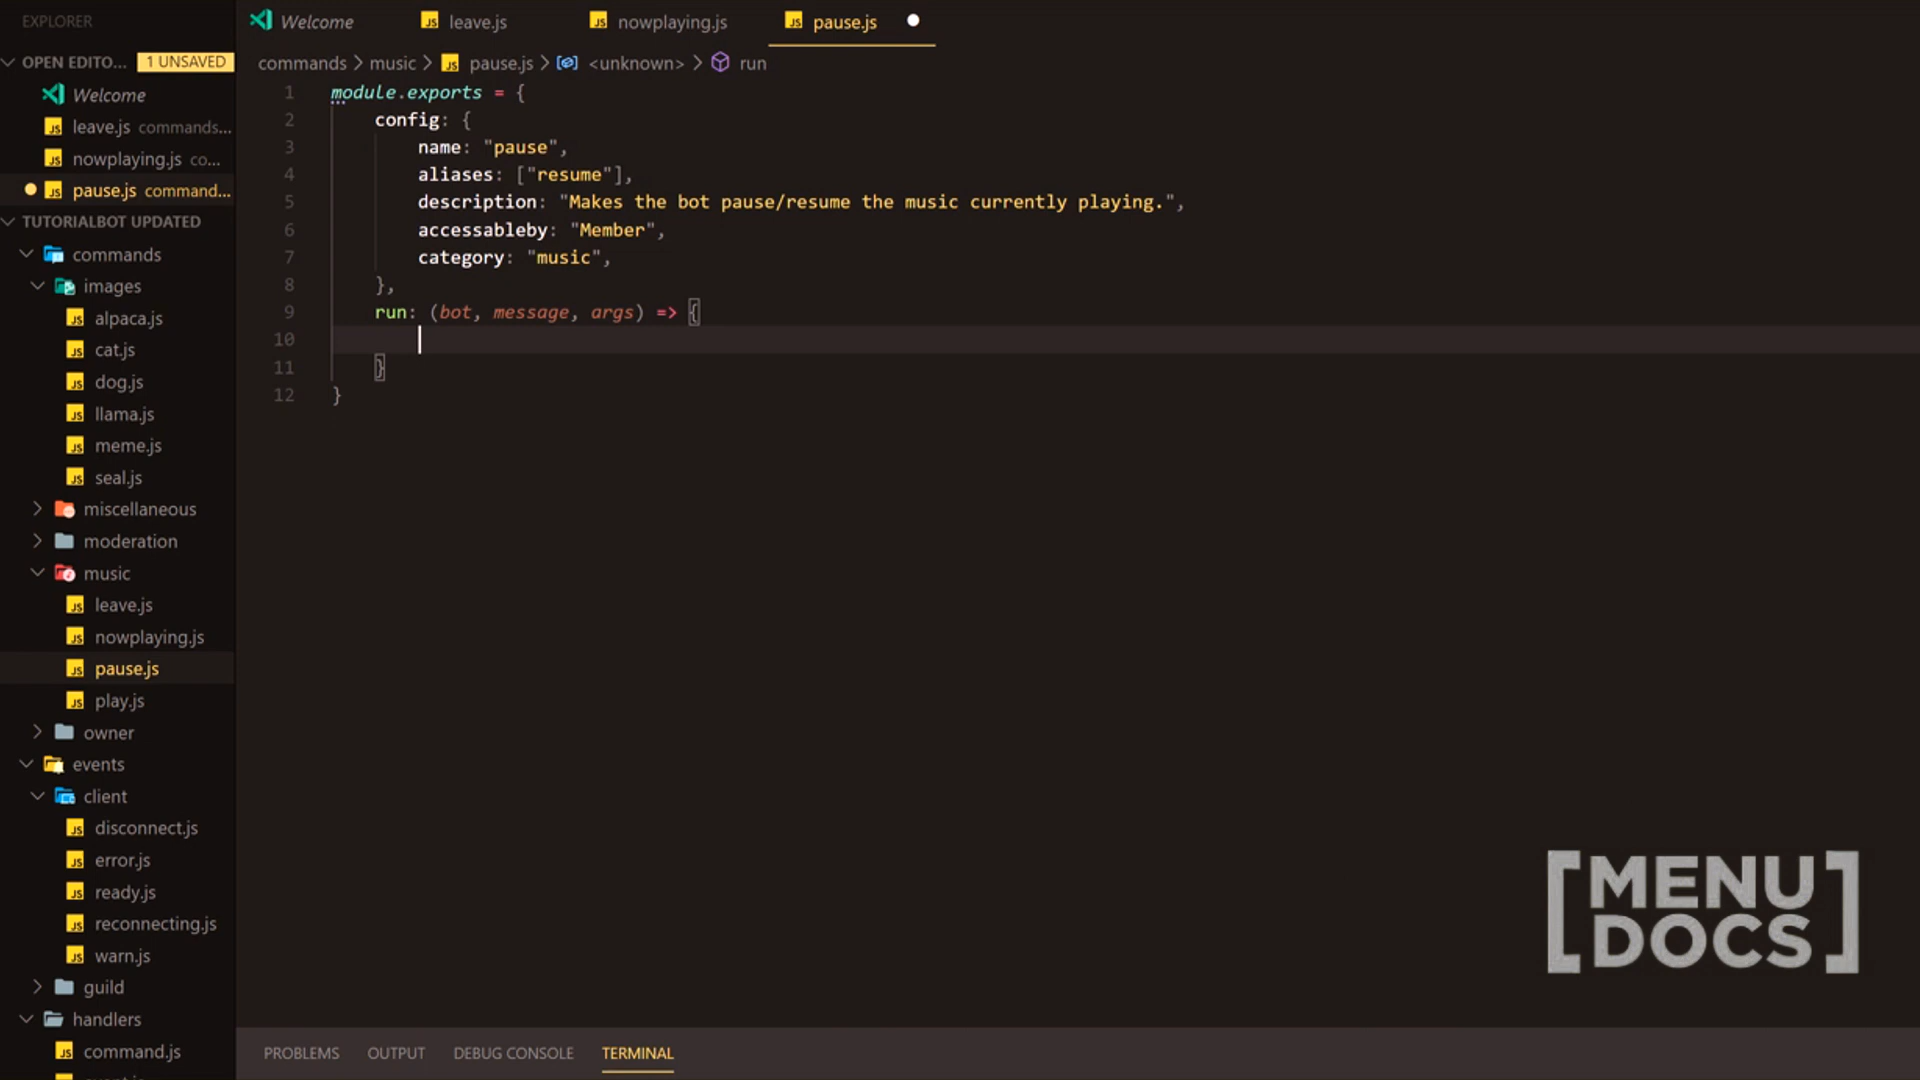 EXPLORER
OPEN EDITO... 1 UNSAVED
Welcome
leave.js commands...
nowplaying.js co...
pause.js command...
TUTORIALBOT UPDATED
commands
images
alpaca.js
cat.js
dog.js
llama.js
meme.js
seal.js
miscellaneous
moderation
music
leave.js
nowplaying.js
pause.js
play.js
owner
events
client
disconnect.js
error.js
ready.js
reconnecting.js
warn.js
guild
handlers
command.js
Welcome leave.js nowplaying.js pause.js
commands > music > pause.js > <unknown> > run
1 module.exports = {
2 config: {
3 name: "pause",
4 aliases: ["resume"],
5 description: "Makes the bot pause/resume the music currently playing.",
6 accessableby: "Member",
7 category: "music",
8 },
9 run: (bot, message, args) => {
10
11 }
12 }
[MENU
DOCS]
PROBLEMS OUTPUT DEBUG CONSOLE TERMINAL